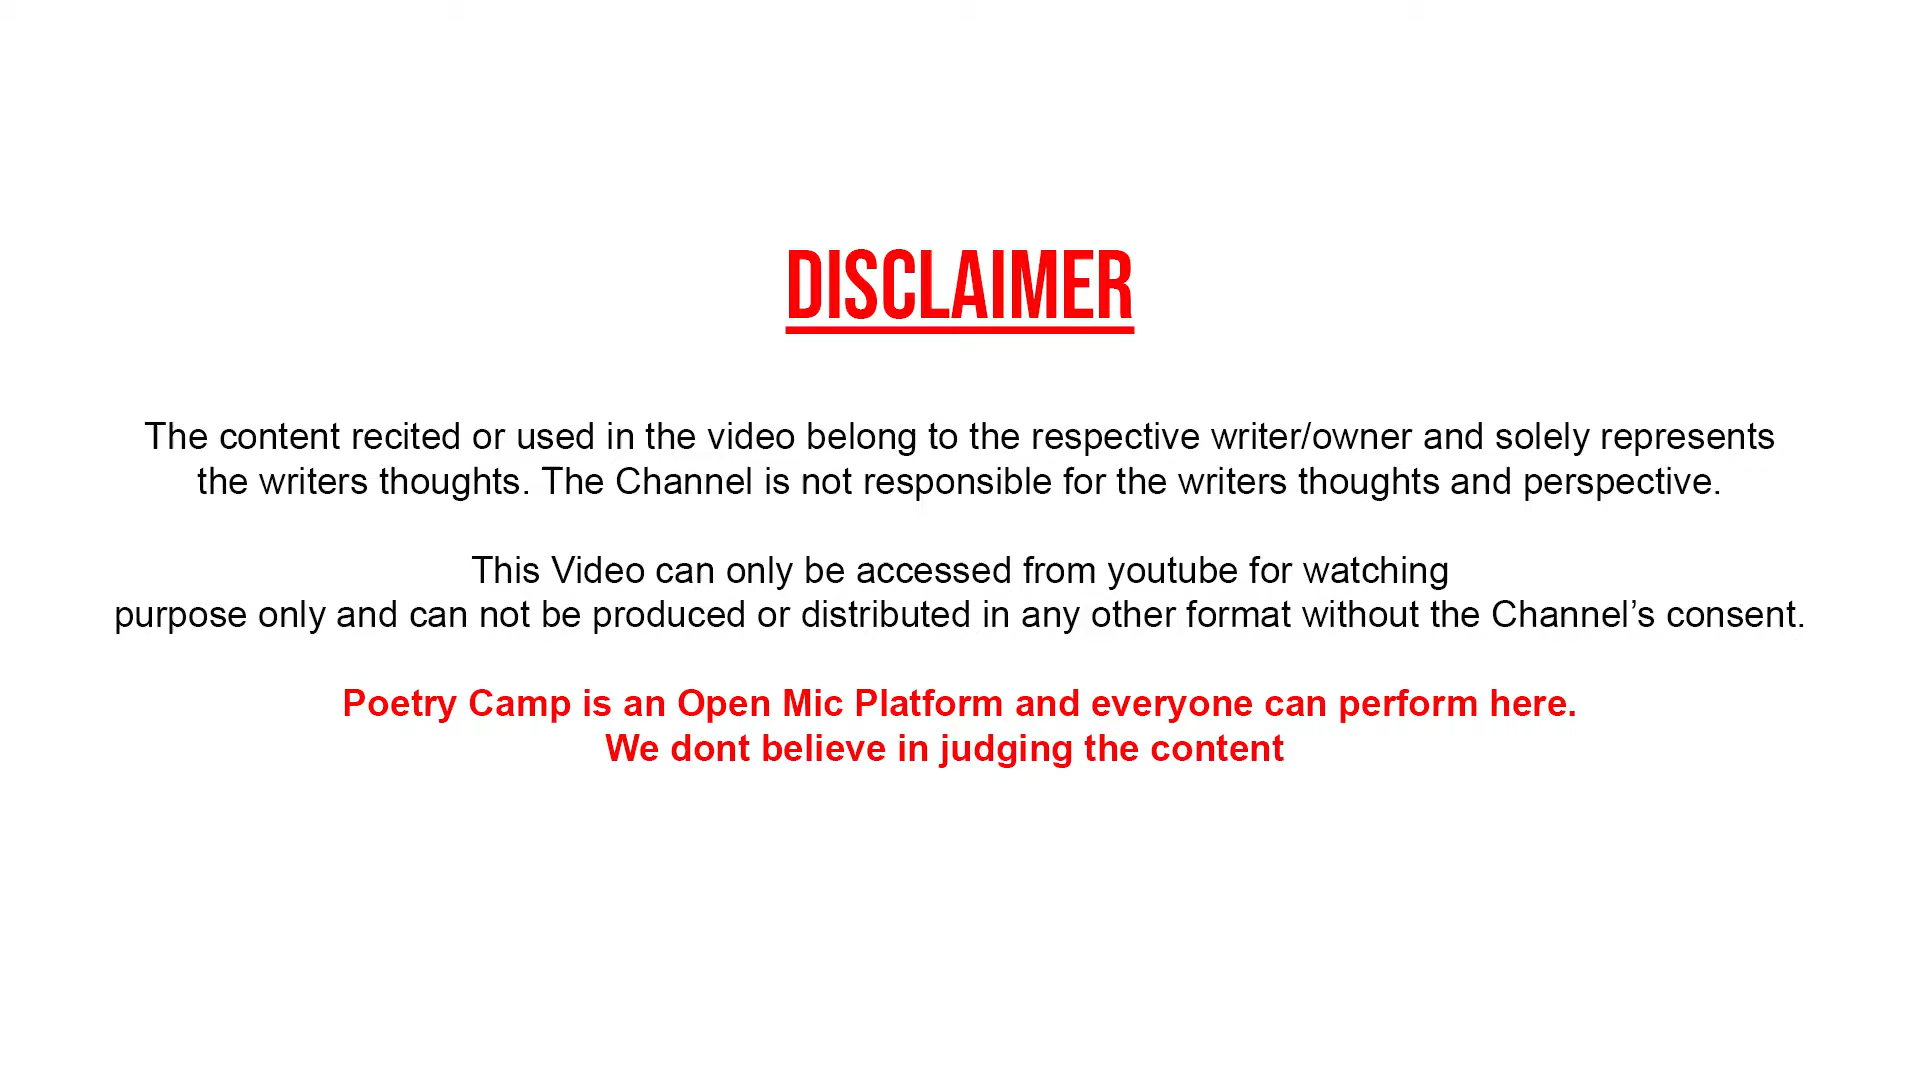 DISCLAIMER
The content recited or used in the video belong to the respective writer/owner and solely represents
the writers thoughts. The Channel is not responsible for the writers thoughts and perspective.
This Video can only be accessed from youtube for watching
purpose only and can not be produced or distributed in any other format without the Channel’s consent.
Poetry Camp is an Open Mic Platform and everyone can perform here.
We dont believe in judging the content